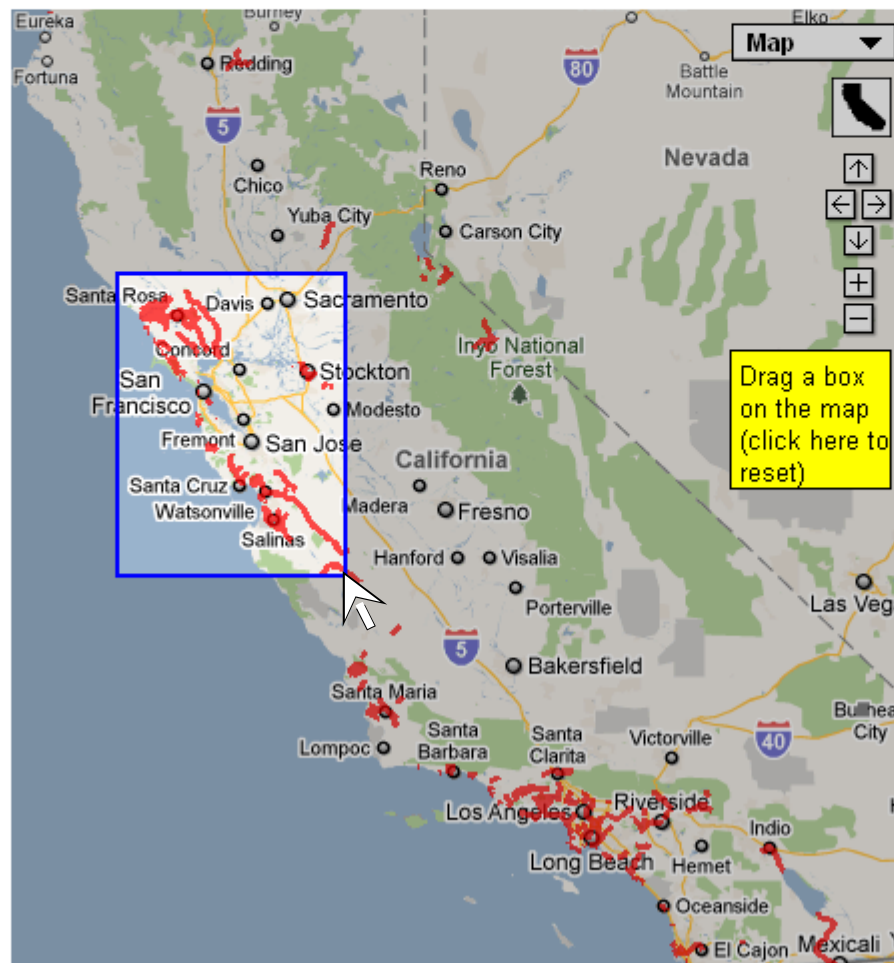 Eureka
Burney
Elko
Map
Fortuna
Redding
80
Battle
Mountain
5
Nevada
Chico
Reno
Yuba City
Carson City
Santa Rosa
Davis
Sacramento
Concord
Inyo National
Forest
Stockton
San
Francisco
Modesto
Drag a box
on the map
(click here to
reset)
Fremont
San Jose
California
Santa Cruz
Madera
Watsonville
Fresno
Salinas
Hanford
Visalia
Porterville
Las Veg
5
Bakersfield
Santa Maria
Lompoc
Santa
Barbara
Santa
Clarita
Victorville
40
City
Los Angeles
Riverside
Long Beach
Hemet
Indio
Oceanside
El Cajon
Mexicali